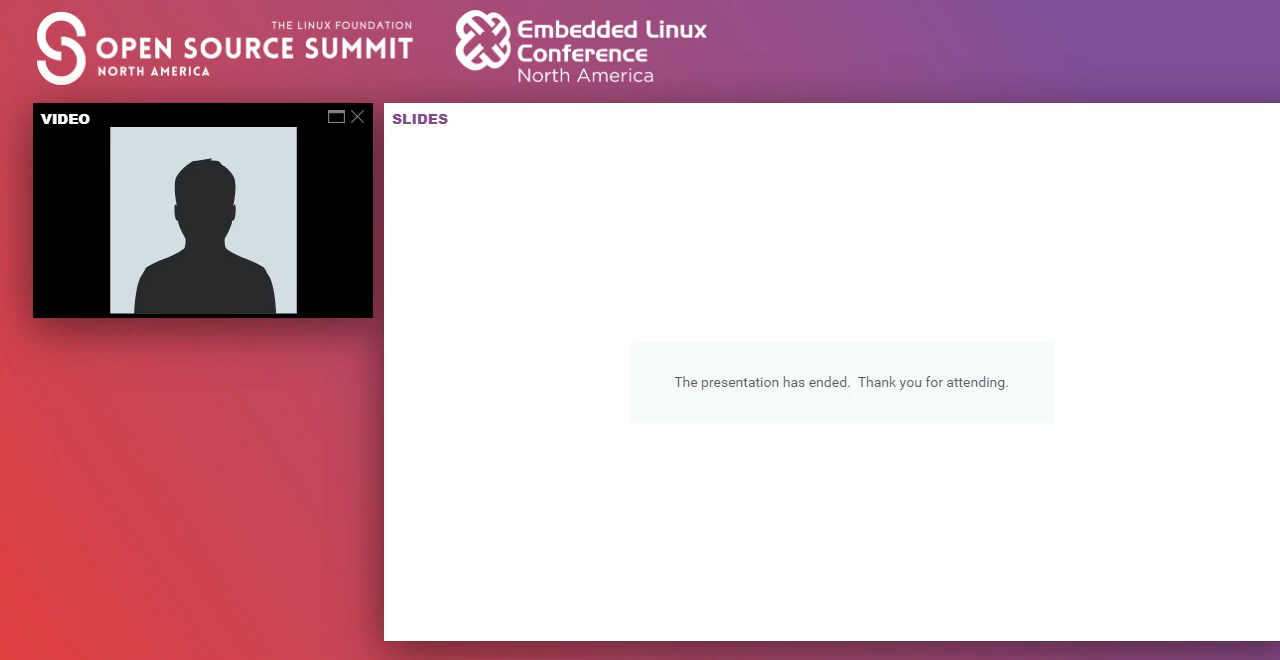 THE LINUX FOUNDATION
OPEN SOURCE SUMMIT
NORTH AMERICA
Embedded Linux
Conference
North America
VIDEO
SLIDES
The presentation has ended.  Thank you for attending.